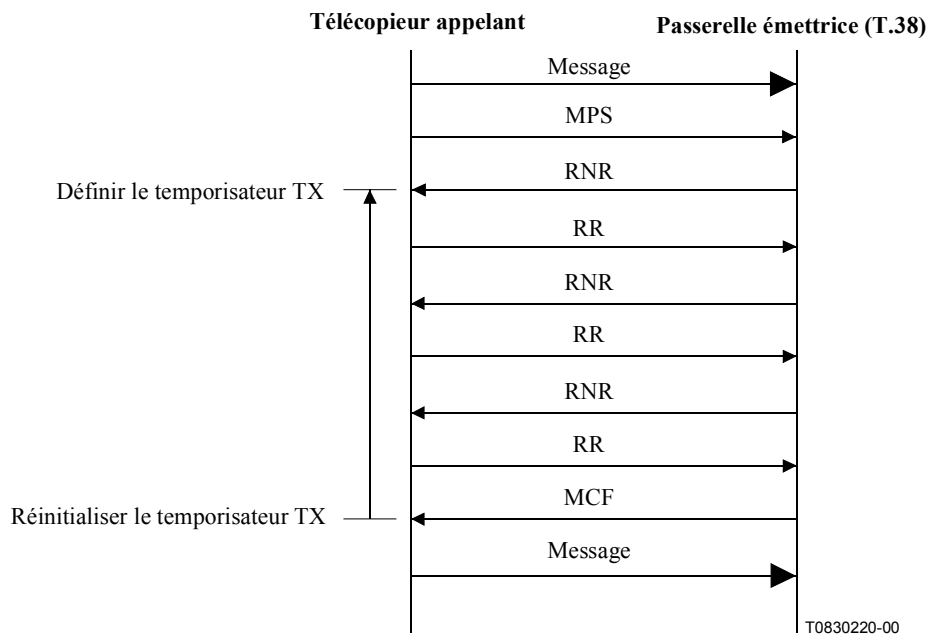 Télécopieur appelant
Passerelle émettrice (T.38)
Message
MPS
RNR
Définir le temporisateur TX
RR
RNR
RR
RNR
RR
MCF
Réinitialiser le temporisateur TX
Message
T0830220-00